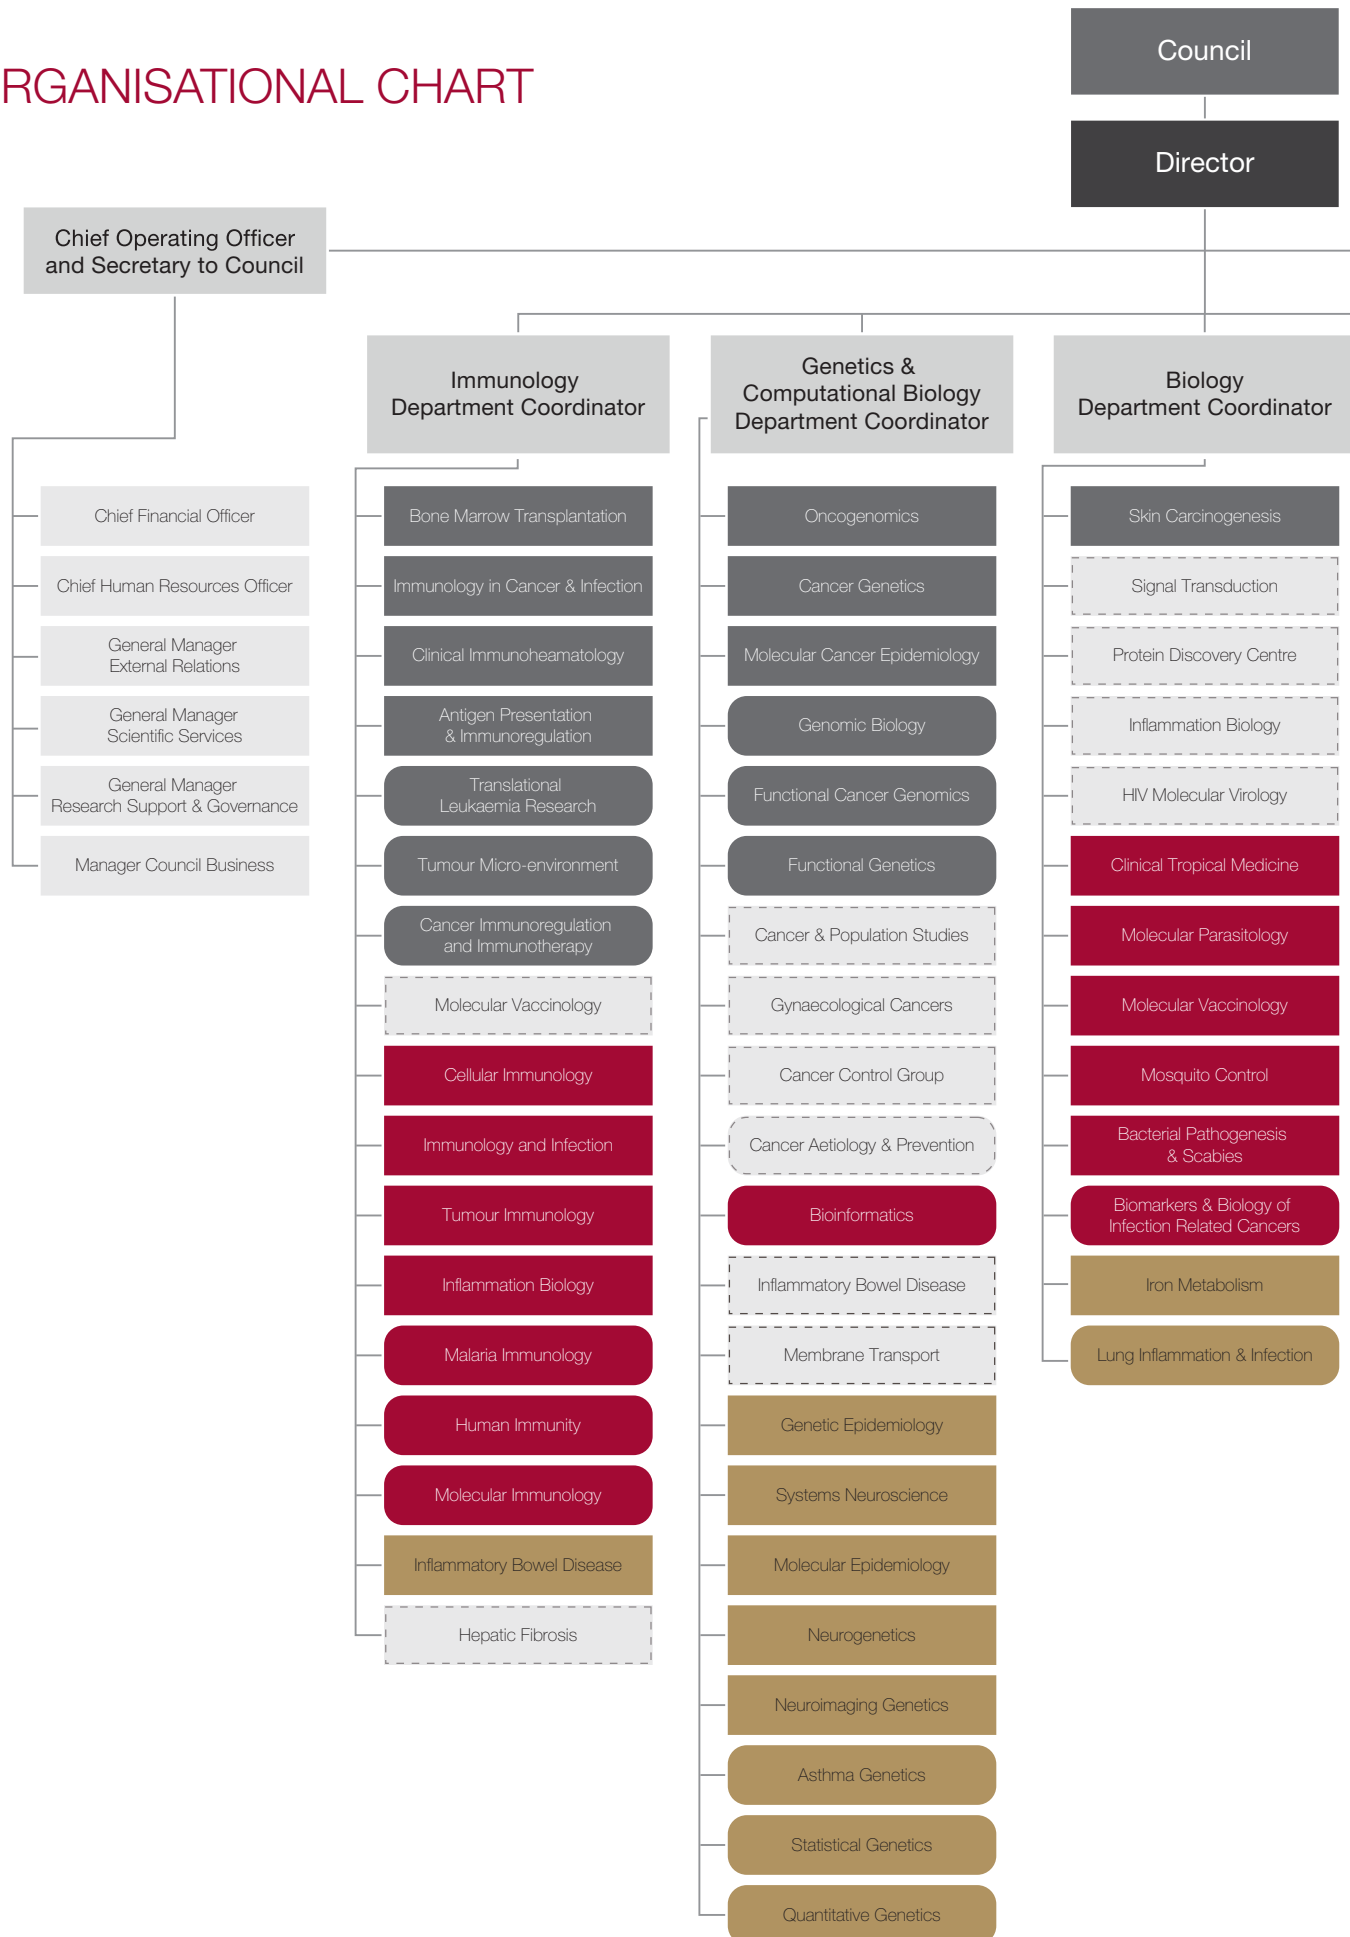 RGANISATIONAL CHART
Council
Director
Chief Operating Officer
and Secretary to Council
Immunology
Department Coordinator
Genetics &
Computational Biology
Department Coordinator
Biology
Department Coordinator
Chief Financial Officer
Chief Human Resources Officer
General Manager
External Relations
General Manager
Scientific Services
General Manager
Research Support & Governance
Manager Council Business
Bone Marrow Transplantation
Immunology in Cancer & Infection
Clinical Immunoheamatology
Antigen Presentation
& Immunoregulation
Translational
Leukaemia Research
Tumour Micro-environment
Cancer Immunoregulation
and Immunotherapy
Molecular Vaccinology
Cellular Immunology
Immunology and Infection
Tumour Immunology
Inflammation Biology
Malaria Immunology
Human Immunity
Molecular Immunology
Inflammatory Bowel Disease
Hepatic Fibrosis
Oncogenomics
Cancer Genetics
Molecular Cancer Epidemiology
Genomic Biology
Functional Cancer Genomics
Functional Genetics
Cancer & Population Studies
Gynaecological Cancers
Cancer Control Group
Cancer Aetiology & Prevention
Bioinformatics
Inflammatory Bowel Disease
Membrane Transport
Genetic Epidemiology
Systems Neuroscience
Molecular Epidemiology
Neurogenetics
Neuroimaging Genetics
Asthma Genetics
Statistical Genetics
Quantitative Genetics
Skin Carcinogenesis
Signal Transduction
Protein Discovery Centre
Inflammation Biology
HIV Molecular Virology
Clinical Tropical Medicine
Molecular Parasitology
Molecular Vaccinology
Mosquito Control
Bacterial Pathogenesis
& Scabies
Biomarkers & Biology of
Infection Related Cancers
Iron Metabolism
Lung Inflammation & Infection